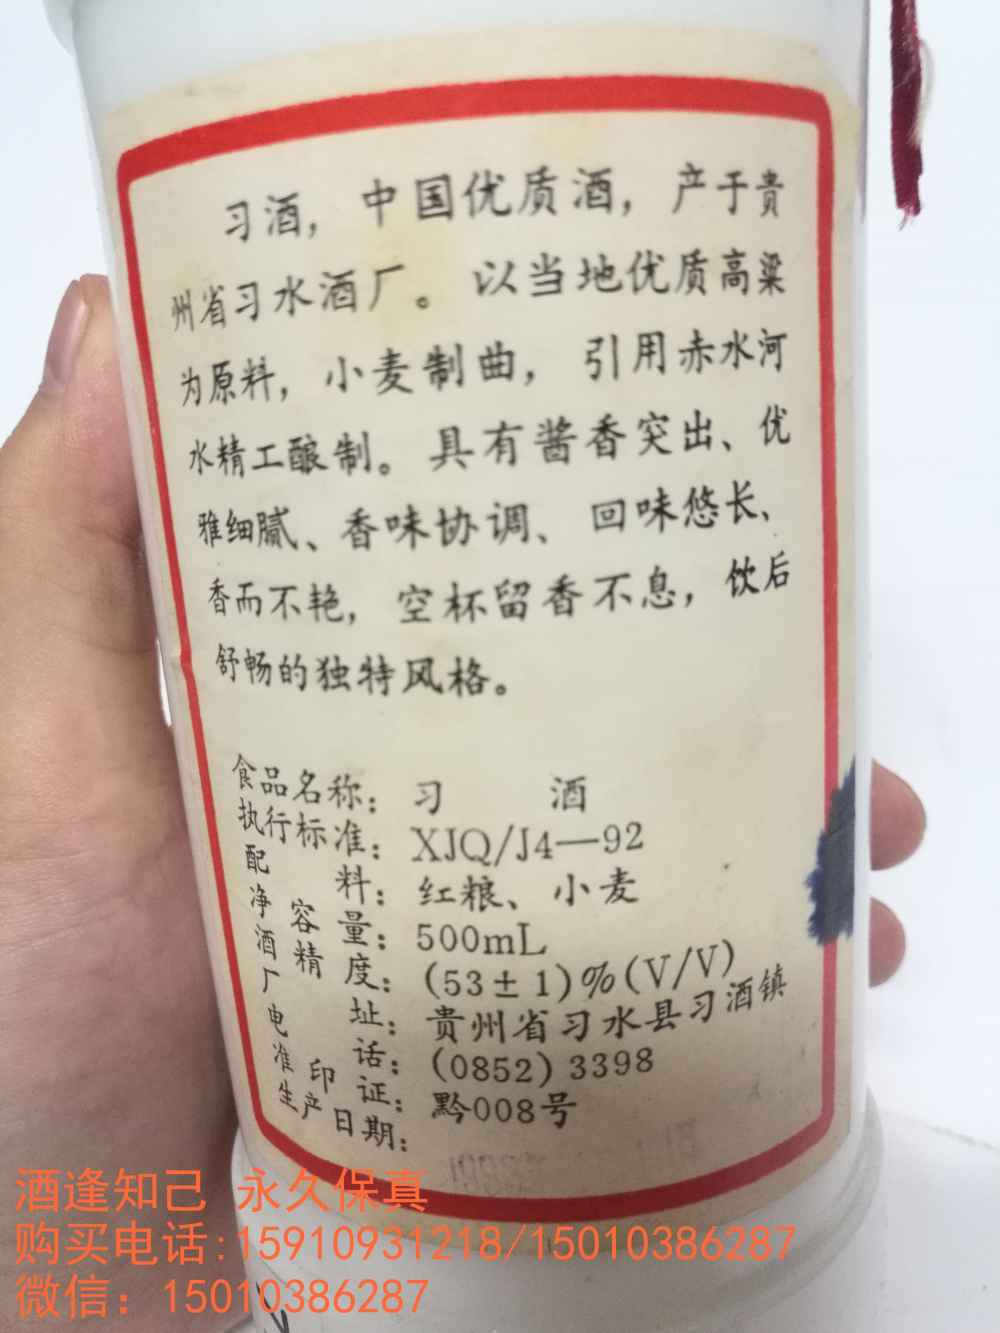 习酒，中国优质酒，产于贵
州省习水酒厂。以当地优质高粱
为原料，小麦制曲，引用赤水河
水精工酿制。具有酱香突出、优
雅细腻、香味协调、回味悠长、
香而不艳，空杯留香不息，饮后
舒畅的独特风格。
食品名称：习 酒
执行标准：XJQ/J4—92
配 料：红粮、小麦
净 容 量：500mL
酒 精 度：(53±1)%(V/V)
厂 址：贵州省习水县习酒镇
电 话：(0852)3398
准 印 证：黔008号
生产日期：
酒逢知己 永久保真
购买电话:15910931218/15010386287
微信：15010386287